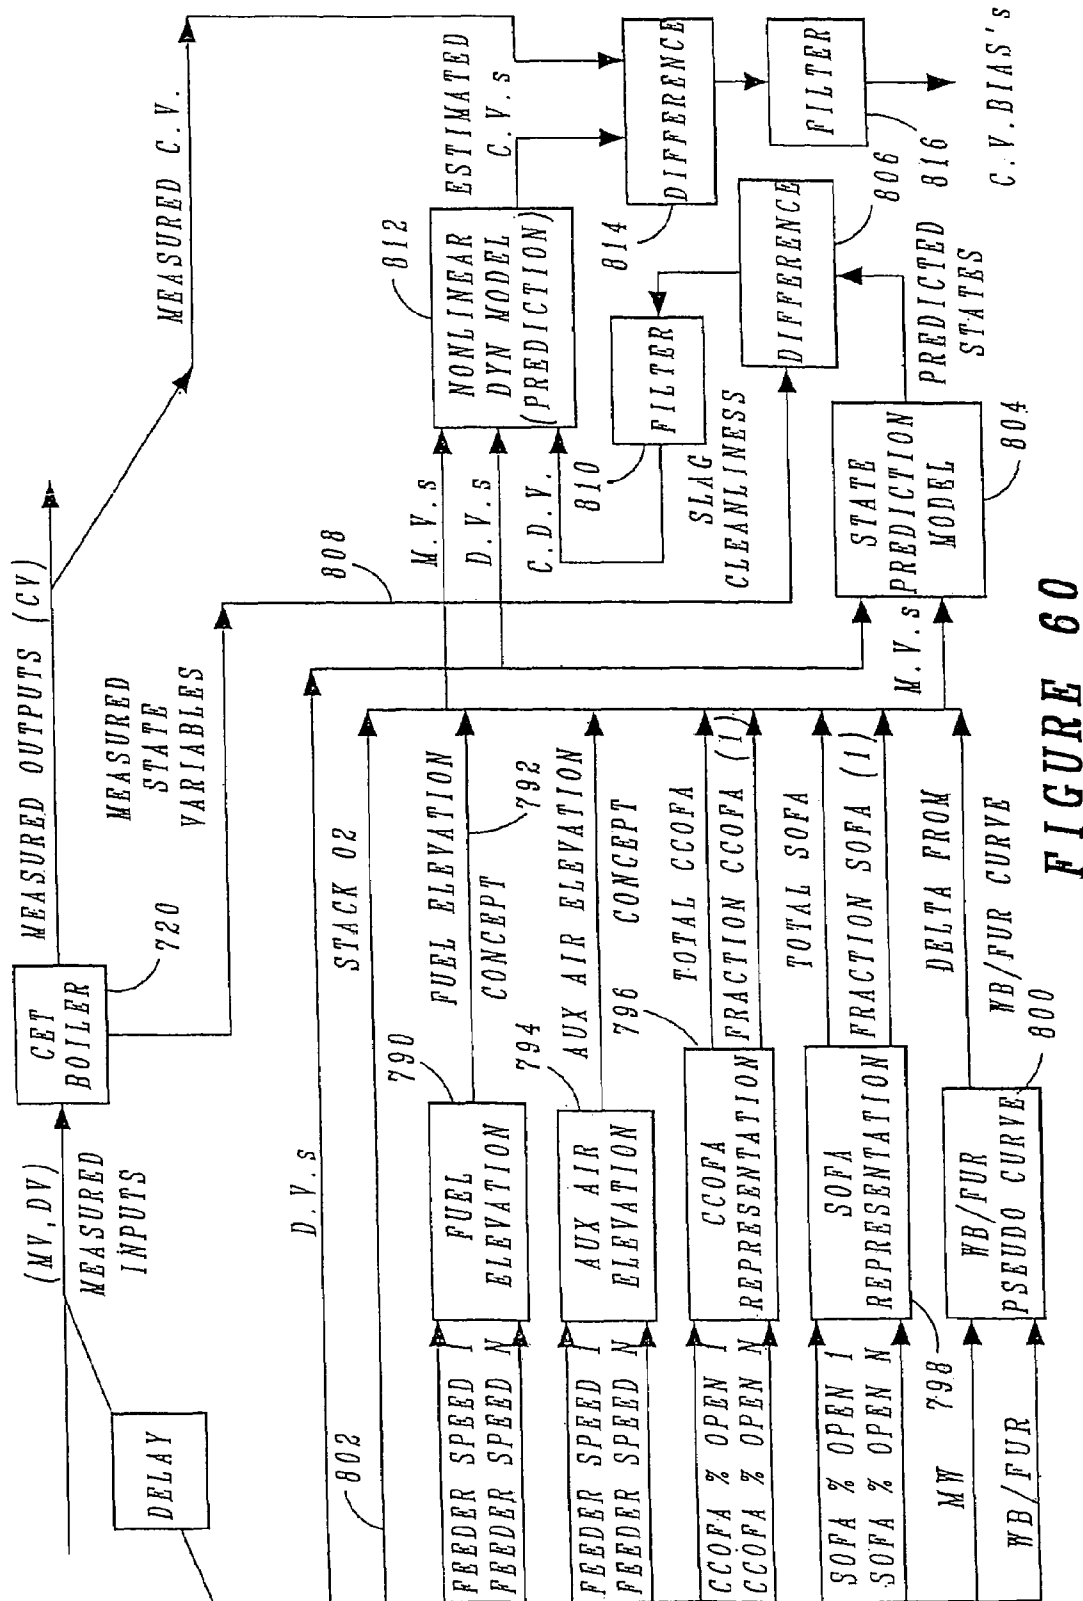 (MV,DV)
MEASURED
INPUTS
DELAY
CET
BOILER
720
MEASURED OUTPUTS (CV)
MEASURED C.V.
MEASURED
STATE
VARIABLES
D.V.s
802
STACK O2
808
M.V.s
D.V.s
C.D.V.
NONLINEAR
DYN MODEL
(PREDICTION)
812
ESTIMATED
C.V.s
DIFFERENCE
814
FILTER
816
C.V.BIAS's
FILTER
810
SLAG
CLEANLINESS
DIFFERENCE
806
PREDICTED
STATES
STATE
PREDICTION
MODEL
804
M.V.s
FEEDER SPEED 1
FEEDER SPEED N
FUEL
ELEVATION
790
FUEL ELEVATION
CONCEPT
792
FEEDER SPEED 1
FEEDER SPEED N
AUX AIR
ELEVATION
794
AUX AIR ELEVATION
CONCEPT
CCOFA % OPEN 1
CCOFA % OPEN N
CCOFA
REPRESENTATION
796
TOTAL CCOFA
FRACTION CCOFA (1)
SOFA % OPEN 1
SOFA % OPEN N
SOFA
REPRESENTATION
798
TOTAL SOFA
FRACTION SOFA (1)
MW
WB/FUR
WB/FUR
PSEUDO CURVE
800
DELTA FROM
WB/FUR CURVE
FIGURE 60